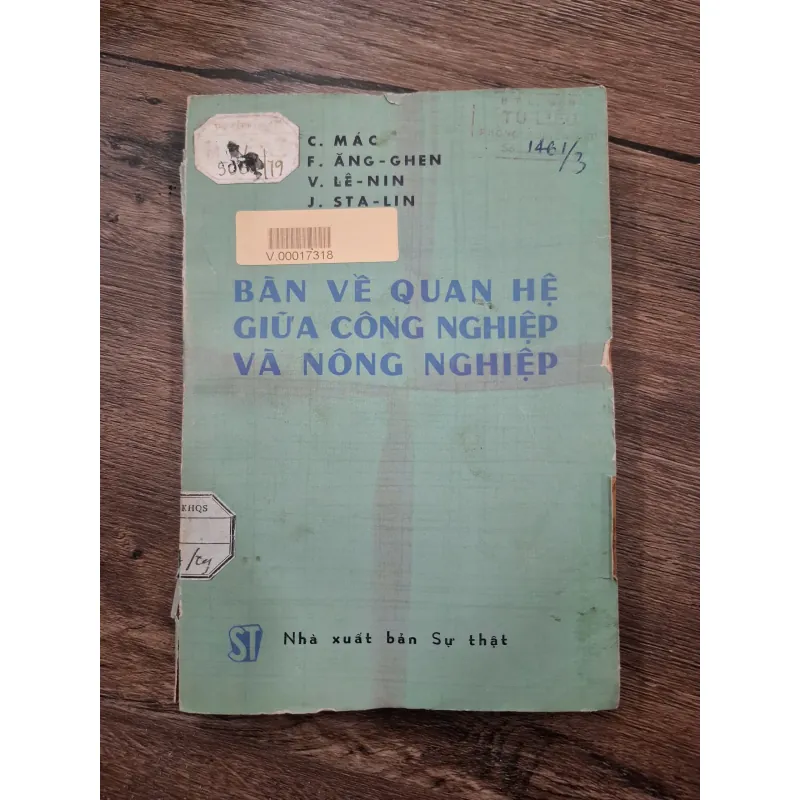 C. MÁC
F. ĂNG-GHEN
V. LÊ-NIN
J. STA-LIN
1461/3
V.00017318
BÀN VỀ QUAN HỆ
GIỮA CÔNG NGHIỆP
VÀ NÔNG NGHIỆP
KHQS
ST
Nhà xuất bản Sự thật